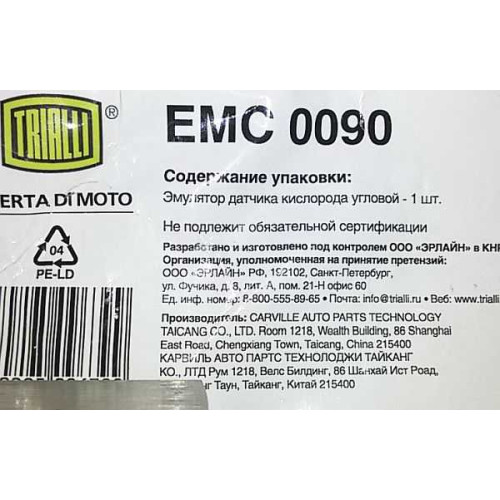 TRIALLI ®
ERTA DI MOTO
04
PE-LD
EMC 0090
Содержание упаковки:
Эмулятор датчика кислорода угловой - 1 шт.
Не подлежит обязательной сертификации
Разработано и изготовлено под контролем ООО «ЭРЛАЙН» в КНР
Организация, уполномоченная на принятие претензий:
ООО «ЭРЛАЙН» РФ, 192102, Санкт-Петербург,
ул. Фучика, д. 8, лит. А, пом. 21-Н офис 60
Ед. инф. номер: 8-800-555-89-65 • Почта: info@trialli.ru • Веб: www.trialli
Производитель: CARVILLE AUTO PARTS TECHNOLOGY
TAICANG CO., LTD. Room 1218, Wealth Building, 86 Shanghai
East Road, Chengxiang Town, Taicang, China 215400
КАРВИЛЬ АВТО ПАРТС ТЕХНОЛОДЖИ ТАЙКАНГ
КО., ЛТД Рум 1218, Велс Билдинг, 86 Шанхай Ист Роад,
нг Таун, Тайканг, Китай 215400